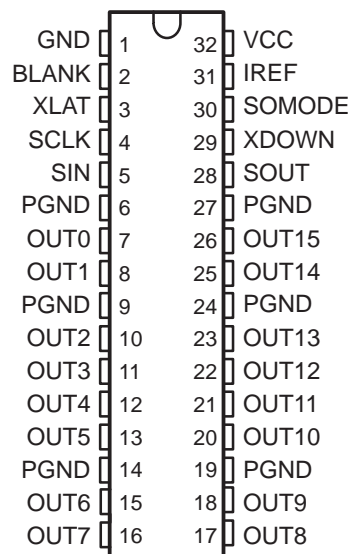 GND 1 32 VCC
BLANK 2 31 IREF
XLAT 3 30 SOMODE
SCLK 4 29 XDOWN
SIN 5 28 SOUT
PGND 6 27 PGND
OUT0 7 26 OUT15
OUT1 8 25 OUT14
PGND 9 24 PGND
OUT2 10 23 OUT13
OUT3 11 22 OUT12
OUT4 12 21 OUT11
OUT5 13 20 OUT10
PGND 14 19 PGND
OUT6 15 18 OUT9
OUT7 16 17 OUT8